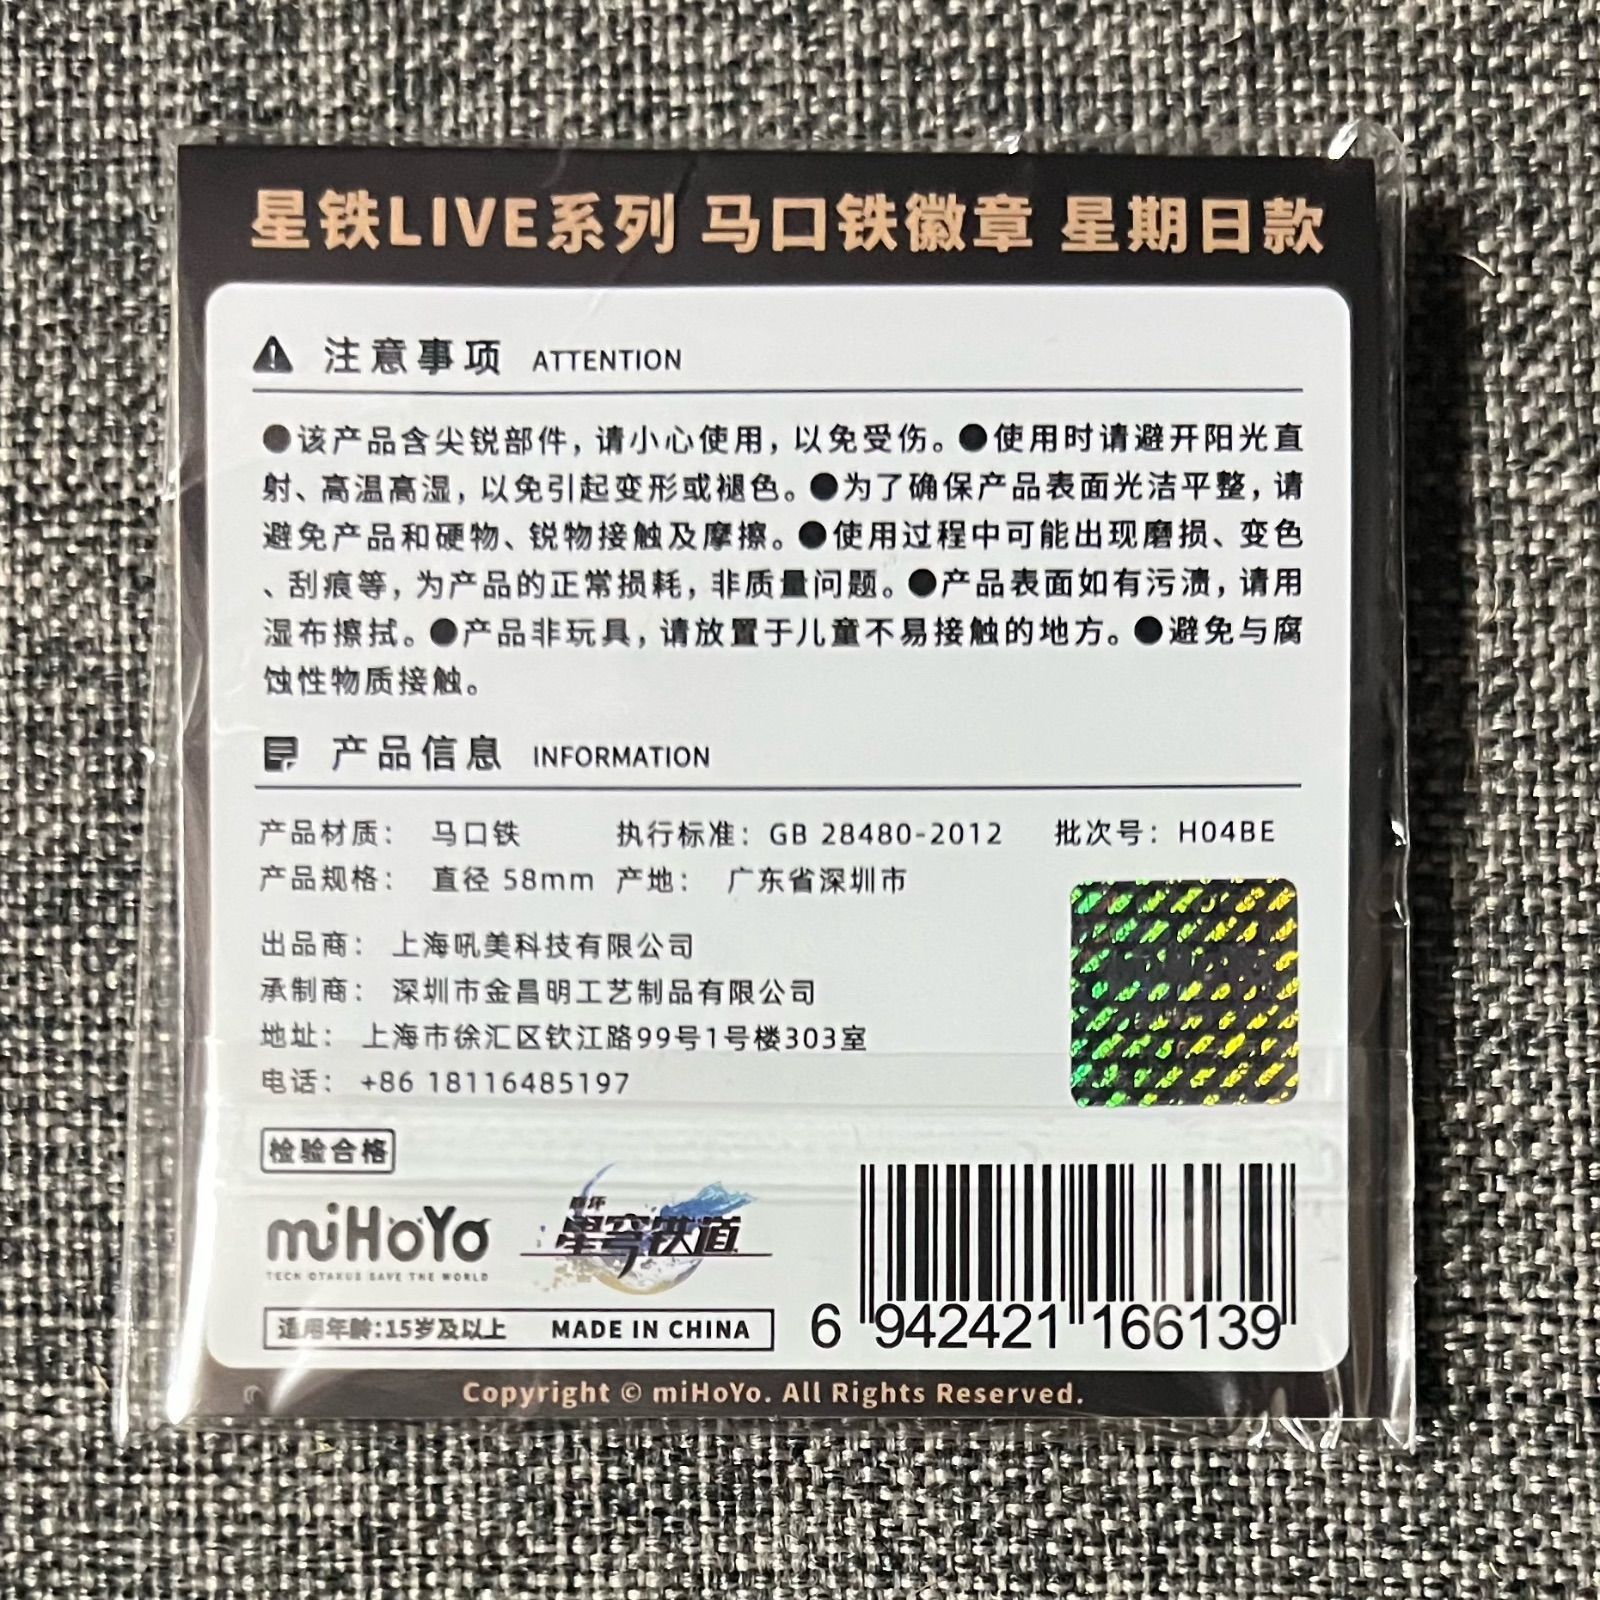 星铁LIVE系列 马口铁徽章 星期日款
注意事项 ATTENTION
●该产品含尖锐部件,请小心使用,以免受伤。●使用时请避开阳光直
射、高温高湿,以免引起变形或褪色。●为了确保产品表面光洁平整,请
避免产品和硬物、锐物接触及摩擦。●使用过程中可能出现磨损、变色
、刮痕等,为产品的正常损耗,非质量问题。●产品表面如有污渍,请用
湿布擦拭。●产品非玩具,请放置于儿童不易接触的地方。●避免与腐
蚀性物质接触。
产品信息 INFORMATION
产品材质: 马口铁 执行标准: GB 28480-2012 批次号: H04BE
产品规格: 直径 58mm 产地: 广东省深圳市
出品商: 上海吼美科技有限公司
承制商: 深圳市金昌明工艺制品有限公司
地址: 上海市徐汇区钦江路99号1号楼303室
电话: +86 18116485197
检验合格
miHoYo
TECH OTAKUS SAVE THE WORLD
崩坏
星穹铁道
适用年龄:15岁及以上 MADE IN CHINA
6 942421 166139
Copyright © miHoYo. All Rights Reserved.